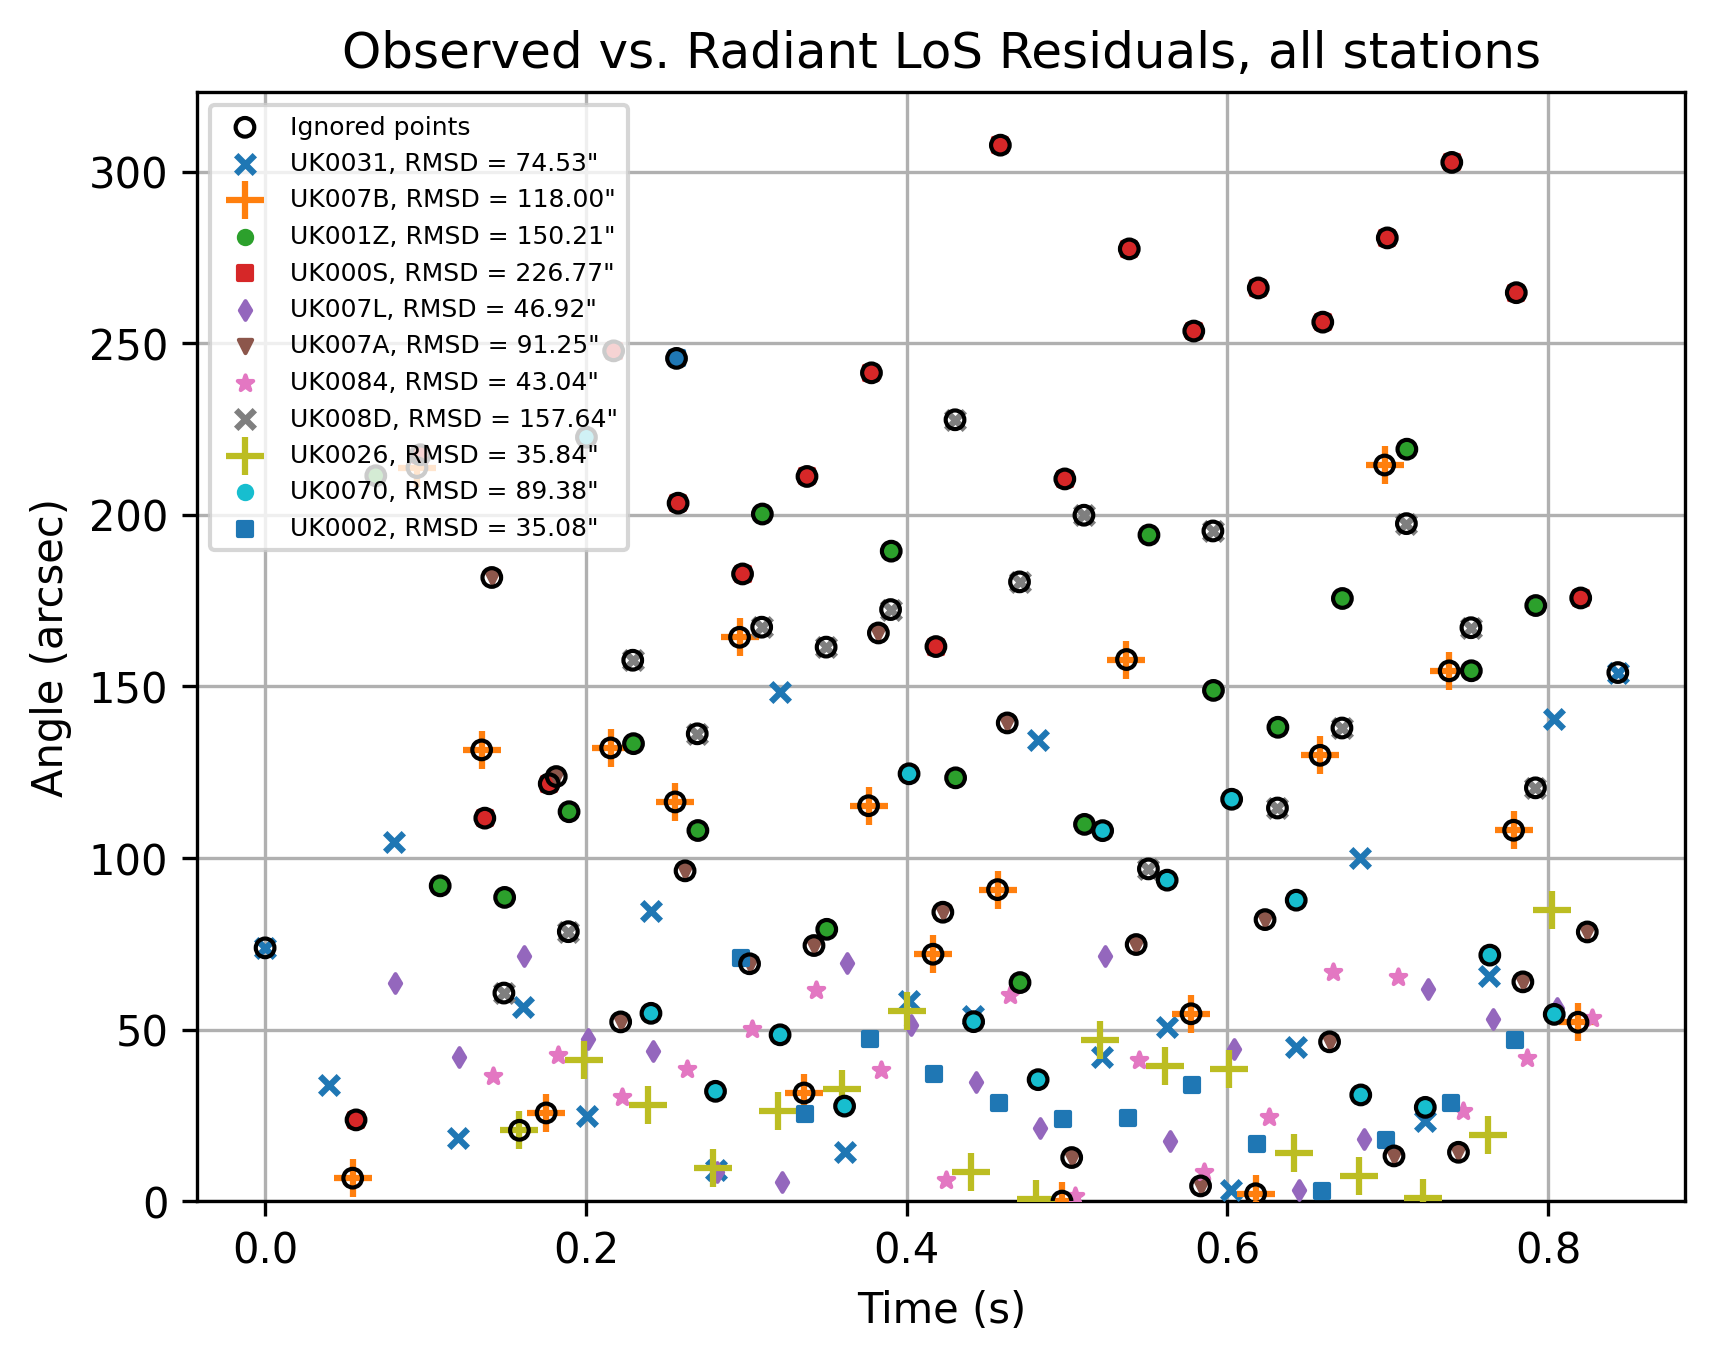 Observed vs. Radiant LoS Residuals, all stations
Ignored points
UK0031, RMSD = 74.53"
UK007B, RMSD = 118.00"
UK001Z, RMSD = 150.21"
UK000S, RMSD = 226.77"
UK007L, RMSD = 46.92"
UK007A, RMSD = 91.25"
UK0084, RMSD = 43.04"
UK008D, RMSD = 157.64"
UK0026, RMSD = 35.84"
UK0070, RMSD = 89.38"
UK0002, RMSD = 35.08"
300
250
200
150
100
50
0
Angle (arcsec)
0.0 0.2 0.4 0.6 0.8
Time (s)